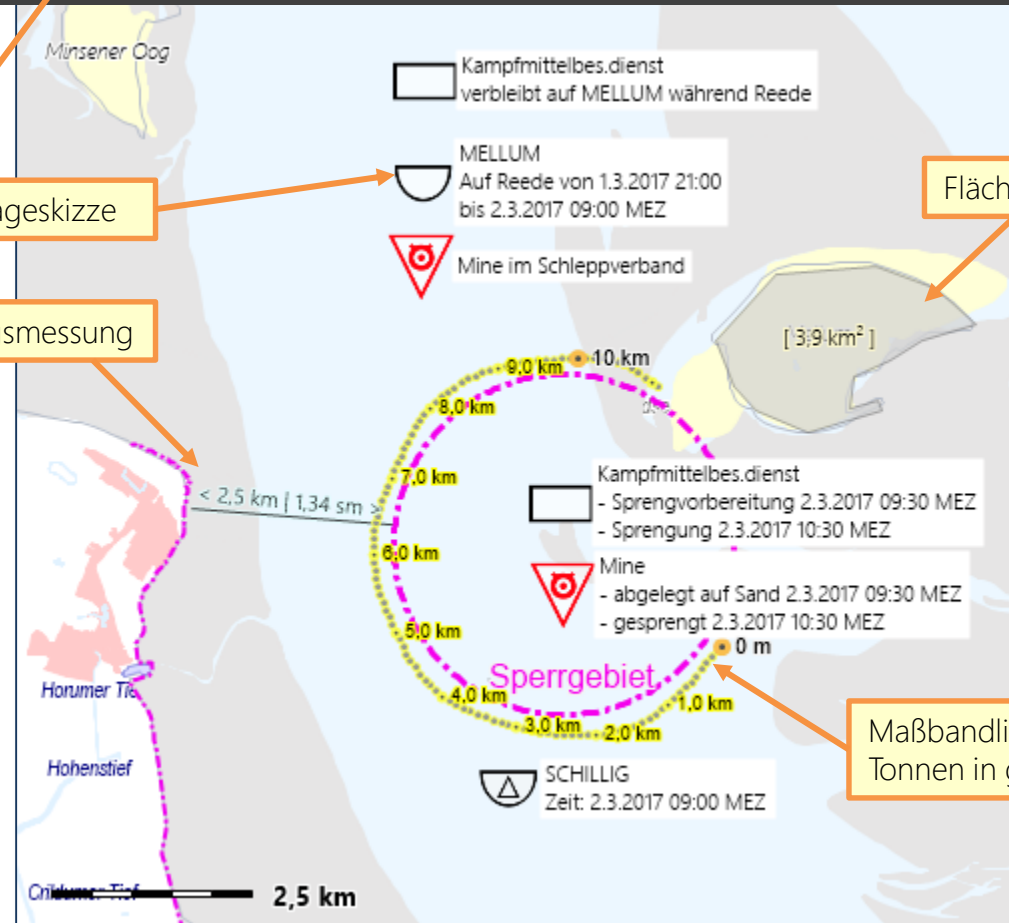 Minsener Oog
Kampfmittelbes.dienst
verbleibt auf MELLUM während Reede
MELLUM
Auf Reede von 1.3.2017 21:00
bis 2.3.2017 09:00 MEZ
Mine im Schleppverband
ageskizze
Fläch
smessung
[ 3,9 km² ]
10 km
9,0 km
8,0 km
7,0 km
< 2,5 km | 1,34 sm >
6,0 km
5,0 km
4,0 km
3,0 km
2,0 km
1,0 km
0 m
Kampfmittelbes.dienst
- Sprengvorbereitung 2.3.2017 09:30 MEZ
- Sprengung 2.3.2017 10:30 MEZ
Mine
- abgelegt auf Sand 2.3.2017 09:30 MEZ
- gesprengt 2.3.2017 10:30 MEZ
Sperrgebiet
Horumer Tie
Hohenstief
Maßbandli
Tonnen in g
SCHILLIG
Zeit: 2.3.2017 09:00 MEZ
2,5 km